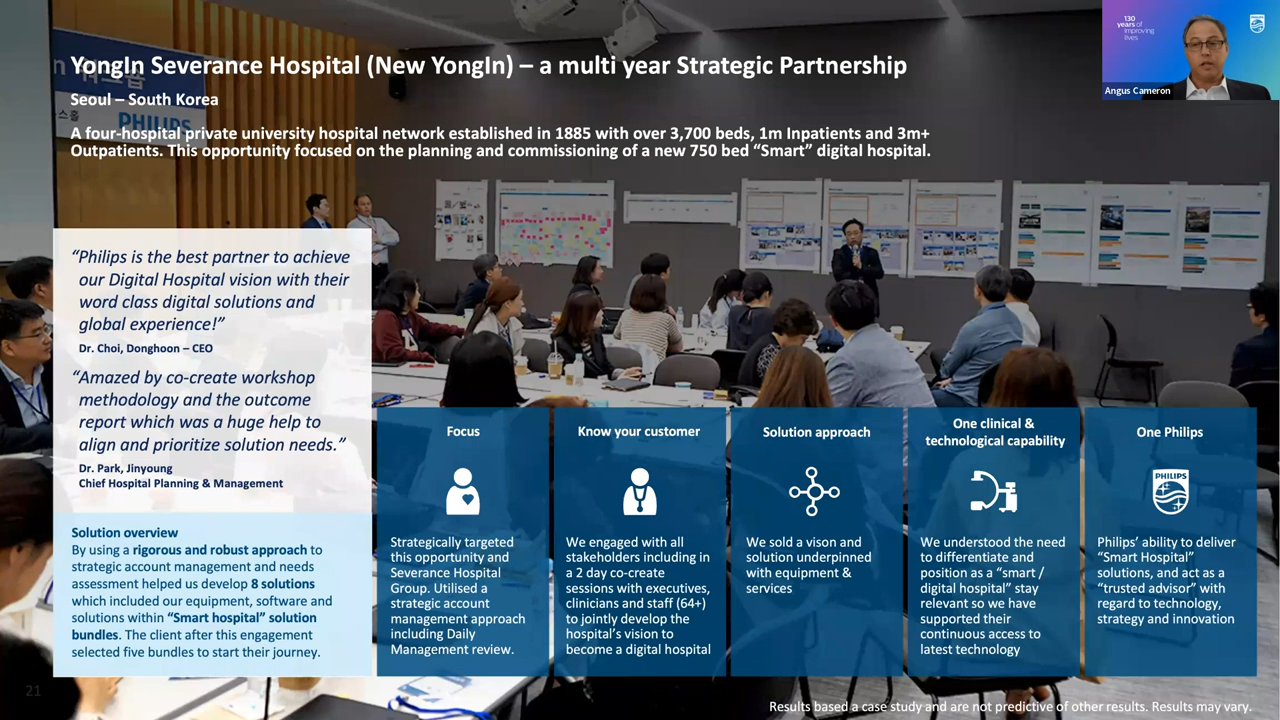 YongIn Severance Hospital (New YongIn) – a multi year Strategic Partnership
Seoul – South Korea
A four-hospital private university hospital network established in 1885 with over 3,700 beds, 1m Inpatients and 3m+
Outpatients. This opportunity focused on the planning and commissioning of a new 750 bed “Smart” digital hospital.
130
years of
improving
lives
Angus Cameron
PHILIPS
“Philips is the best partner to achieve
our Digital Hospital vision with their
word class digital solutions and
global experience!”
Dr. Choi, Donghoon – CEO
“Amazed by co-create workshop
methodology and the outcome
report which was a huge help to
align and prioritize solution needs.”
Dr. Park, Jinyoung
Chief Hospital Planning & Management
Solution overview
By using a rigorous and robust approach to
strategic account management and needs
assessment helped us develop 8 solutions
which included our equipment, software and
solutions within “Smart hospital” solution
bundles. The client after this engagement
selected five bundles to start their journey.
Focus
Strategically targeted
this opportunity and
Severance Hospital
Group. Utilised a
strategic account
management approach
including Daily
Management review.
Know your customer
We engaged with all
stakeholders including in
a 2 day co-create
sessions with executives,
clinicians and staff (64+)
to jointly develop the
hospital’s vision to
become a digital hospital
Solution approach
We sold a vison and
solution underpinned
with equipment &
services
One clinical &
technological capability
We understood the need
to differentiate and
position as a “smart /
digital hospital” stay
relevant so we have
supported their
continuous access to
latest technology
One Philips
PHILIPS
Philips’ ability to deliver
“Smart Hospital”
solutions, and act as a
“trusted advisor” with
regard to technology,
strategy and innovation
21
Results based a case study and are not predictive of other results. Results may vary.